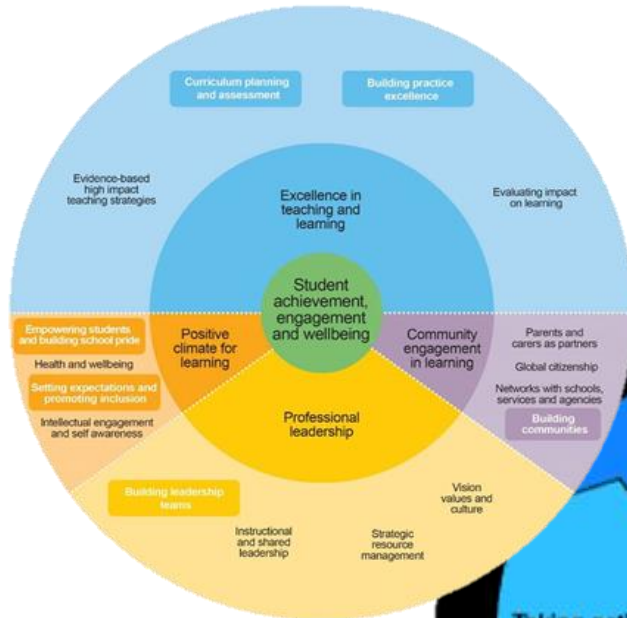 Curriculum planning
and assessment
Building practice
excellence
Evidence-based
high impact
teaching strategies
Excellence in
teaching and
learning
Evaluating impact
on learning
Student
achievement,
engagement
and wellbeing
Empowering students
and building school pride
Health and wellbeing
Setting expectations and
promoting inclusion
Intellectual engagement
and self awareness
Positive
climate for
learning
Community
engagement
in learning
Parents and
carers as partners
Global citizenship
Networks with schools,
services and agencies
Building
communities
Professional
leadership
Building leadership
teams
Instructional
and shared
leadership
Strategic
resource
management
Vision
values and
culture